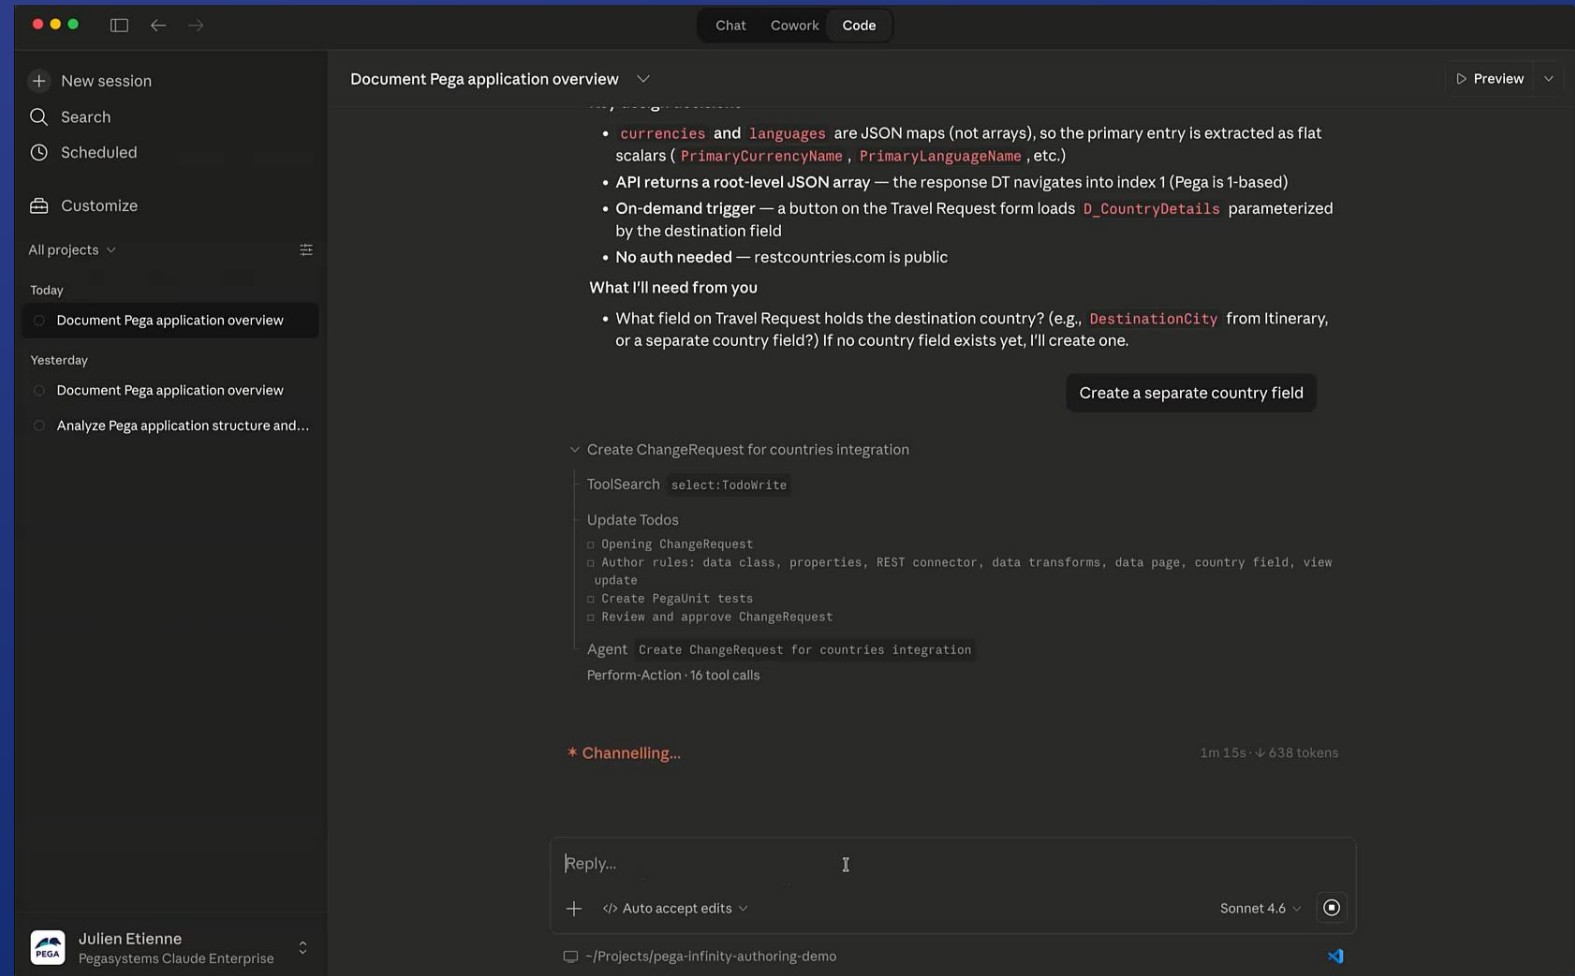 Chat Cowork Code
New session
Search
Scheduled
Customize
All projects
Today
Document Pega application overview
Yesterday
Document Pega application overview
Analyze Pega application structure and...
PEGA
Julien Etienne
Pegasystems Claude Enterprise
Document Pega application overview
Preview
• currencies and languages are JSON maps (not arrays), so the primary entry is extracted as flat
scalars ( PrimaryCurrencyName , PrimaryLanguageName , etc.)
• API returns a root-level JSON array — the response DT navigates into index 1 (Pega is 1-based)
• On-demand trigger — a button on the Travel Request form loads D_CountryDetails parameterized
by the destination field
• No auth needed — restcountries.com is public
What I'll need from you
• What field on Travel Request holds the destination country? (e.g., DestinationCity from Itinerary,
or a separate country field?) If no country field exists yet, I'll create one.
Create a separate country field
Create ChangeRequest for countries integration
ToolSearch select:TodoWrite
Update Todos
□ Opening ChangeRequest
□ Author rules: data class, properties, REST connector, data transforms, data page, country field, view
update
□ Create PegaUnit tests
□ Review and approve ChangeRequest
Agent Create ChangeRequest for countries integration
Perform-Action · 16 tool calls
* Channelling... 1m 15s · ↓ 638 tokens
Reply...
</> Auto accept edits Sonnet 4.6
~/Projects/pega-infinity-authoring-demo